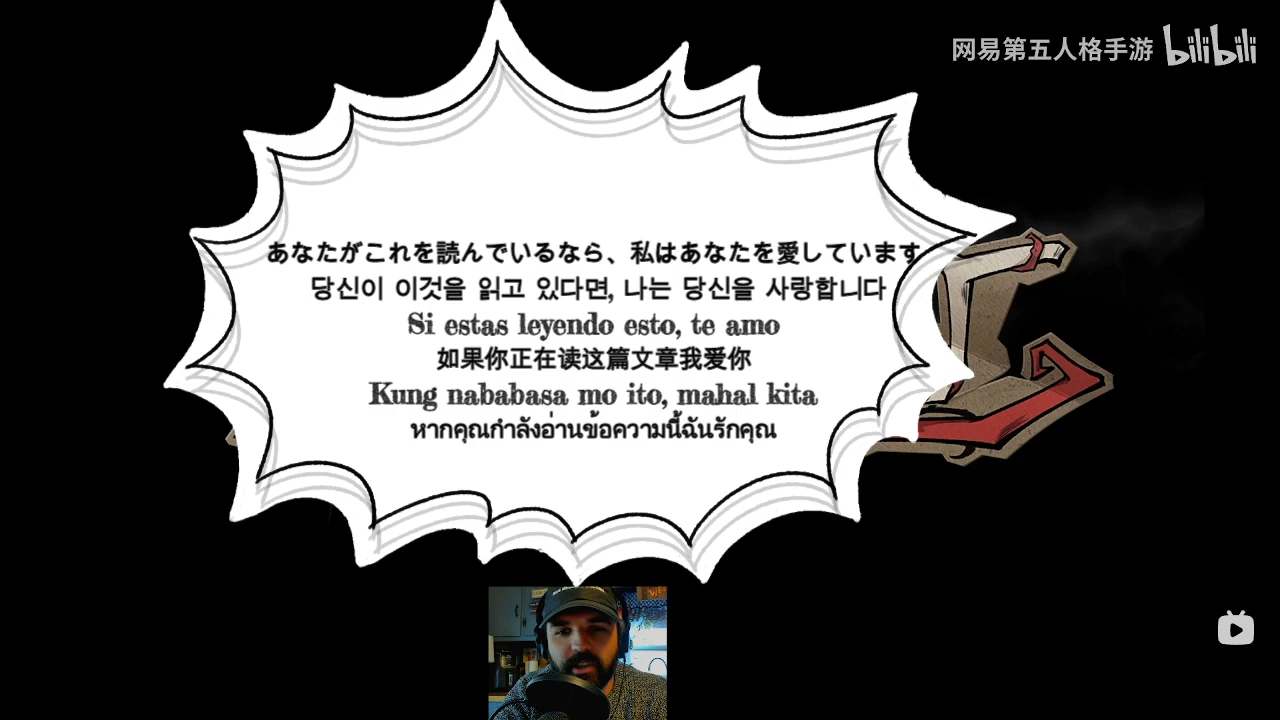 网易第五人格手游 bilibili
あなたがこれを読んでいるなら、私はあなたを愛しています
당신이 이것을 읽고 있다면, 나는 당신을 사랑합니다
Si estas leyendo esto, te amo
如果你正在读这篇文章我爱你
Kung nababasa mo ito, mahal kita
หากคุณกำลังอ่านข้อความนี้ฉันรักคุณ